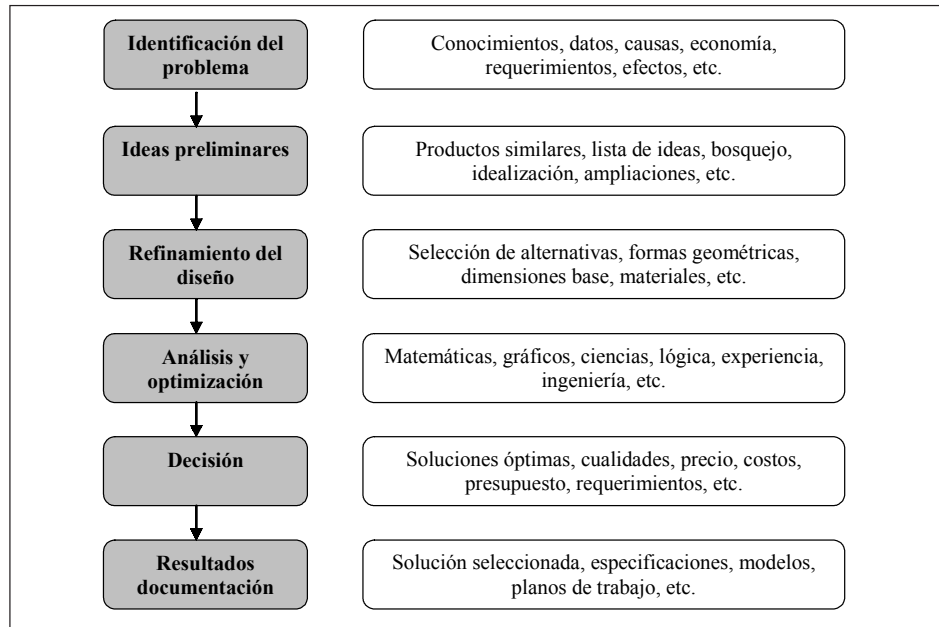 Identificación del
problema
Conocimientos, datos, causas, economía,
requerimientos, efectos, etc.
Ideas preliminares
Productos similares, lista de ideas, bosquejo,
idealización, ampliaciones, etc.
Refinamiento del
diseño
Selección de alternativas, formas geométricas,
dimensiones base, materiales, etc.
Análisis y
optimización
Matemáticas, gráficos, ciencias, lógica, experiencia,
ingeniería, etc.
Decisión
Soluciones óptimas, cualidades, precio, costos,
presupuesto, requerimientos, etc.
Resultados
documentación
Solución seleccionada, especificaciones, modelos,
planos de trabajo, etc.